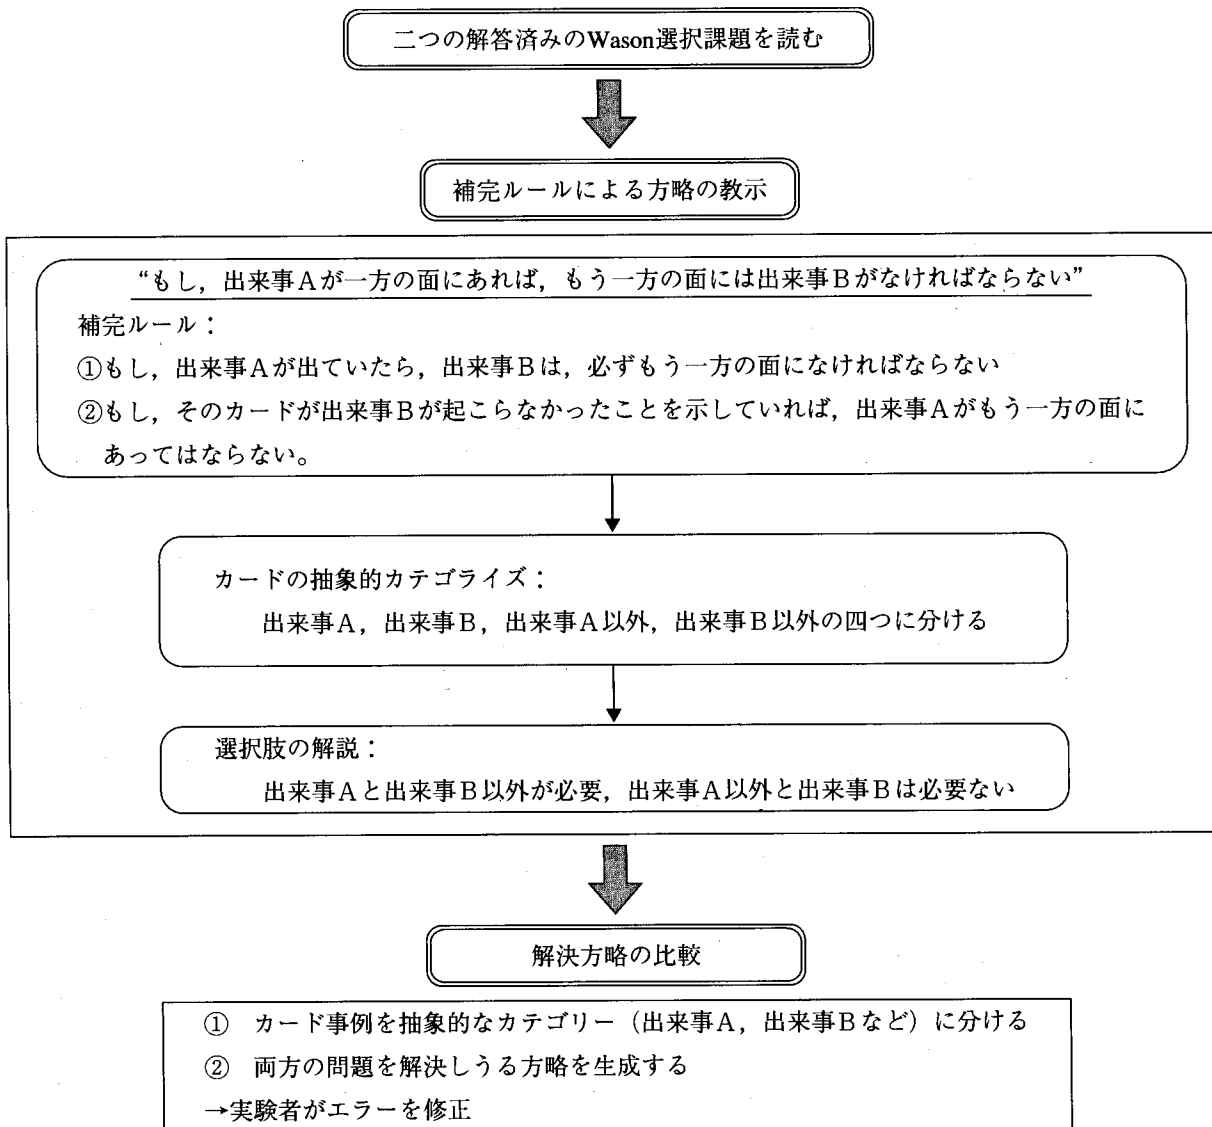 二つの解答済みのWason選択課題を読む
補完ルールによる方略の教示
“もし，出来事Aが一方の面にあれば，もう一方の面には出来事Bがなければならない”
補完ルール：
①もし，出来事Aが出ていたら，出来事Bは，必ずもう一方の面になければならない
②もし，そのカードが出来事Bが起こらなかったことを示していれば，出来事Aがもう一方の面に
あってはならない。
カードの抽象的カテゴライズ：
出来事A，出来事B，出来事A以外，出来事B以外の四つに分ける
選択肢の解説：
出来事Aと出来事B以外が必要，出来事A以外と出来事Bは必要ない
解決方略の比較
①　カード事例を抽象的なカテゴリー（出来事A，出来事Bなど）に分ける
②　両方の問題を解決しうる方略を生成する
→実験者がエラーを修正